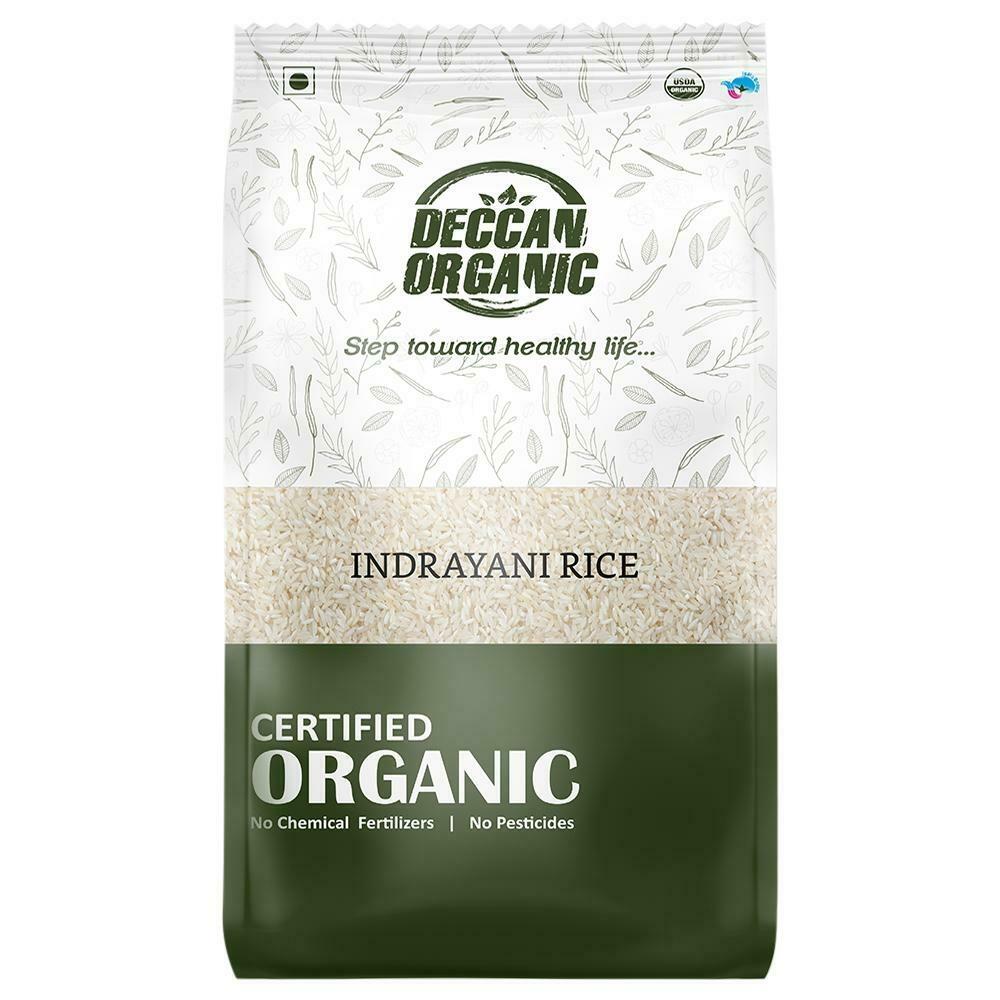 USDA
ORGANIC
DECCAN
ORGANIC
Step toward healthy life...
INDRAYANI RICE
CERTIFIED
ORGANIC
No Chemical Fertilizers | No Pesticides